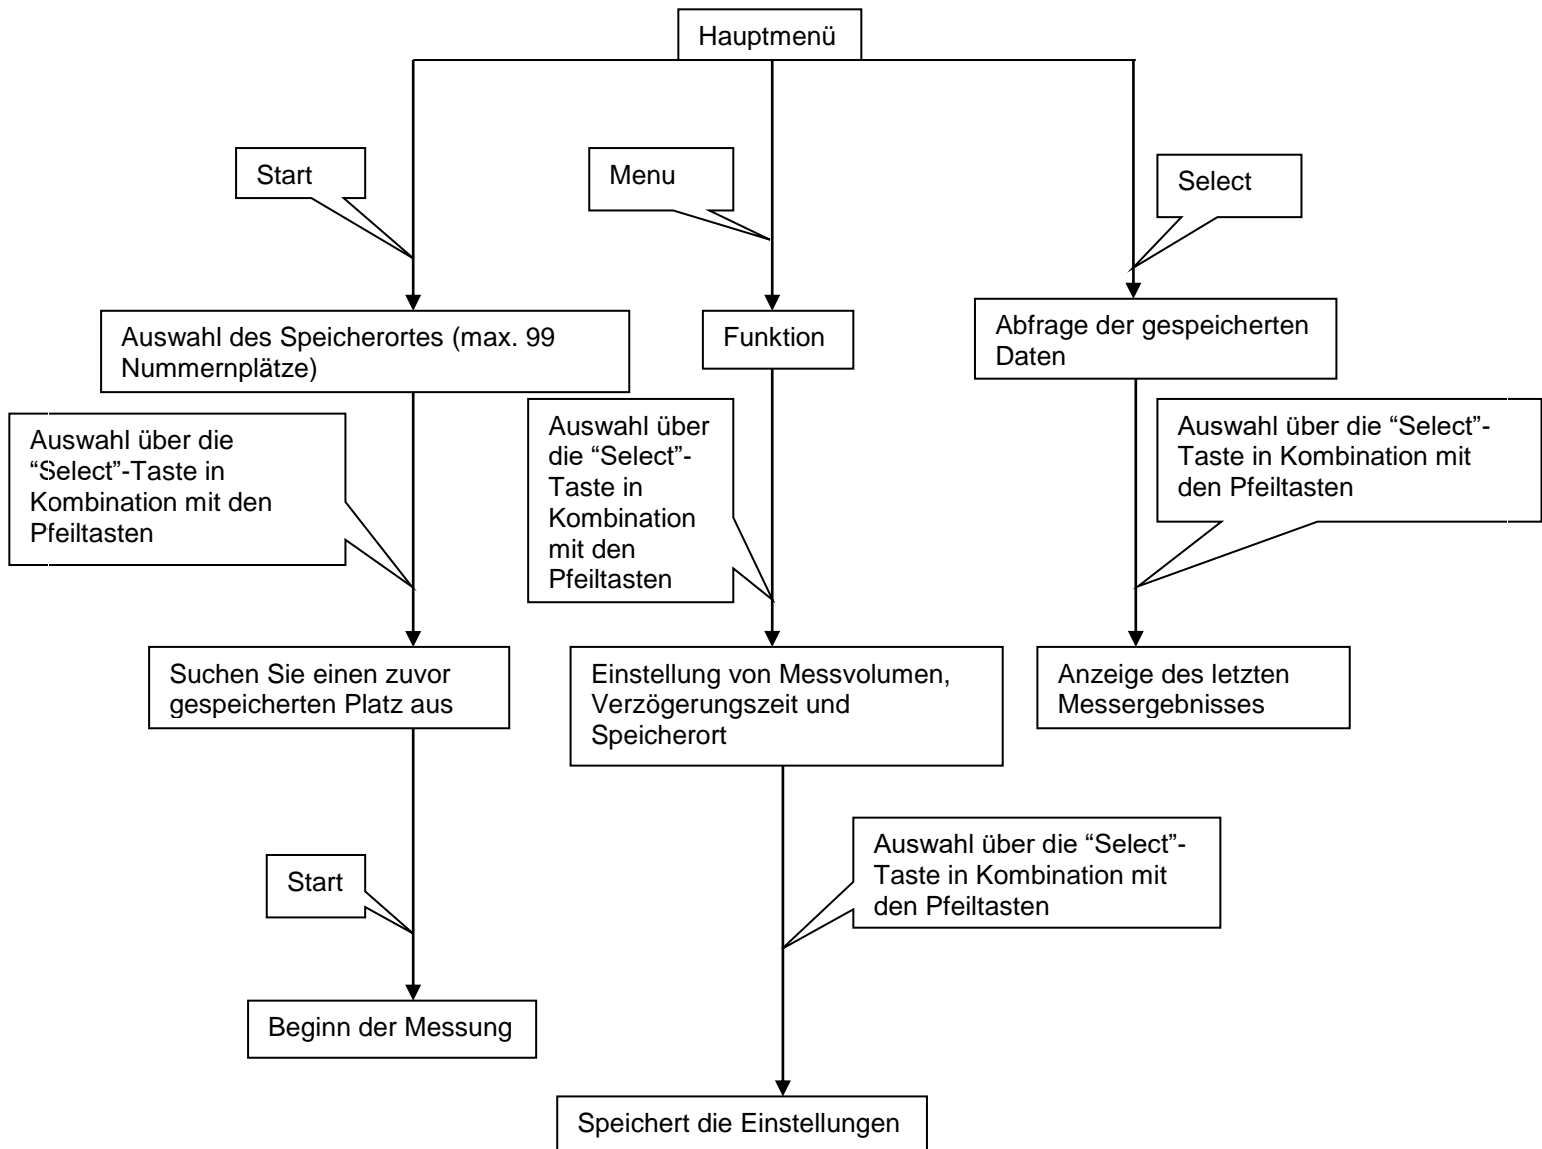 Hauptmenü
Start
Menu
Select
Auswahl des Speicherortes (max. 99
Nummernplätze)
Funktion
Abfrage der gespeicherten
Daten
Auswahl über die
“Select”-Taste in
Kombination mit den
Pfeiltasten
Auswahl über
die “Select”-
Taste in
Kombination
mit den
Pfeiltasten
Auswahl über die “Select”-
Taste in Kombination mit
den Pfeiltasten
Suchen Sie einen zuvor
gespeicherten Platz aus
Einstellung von Messvolumen,
Verzögerungszeit und
Speicherort
Anzeige des letzten
Messergebnisses
Auswahl über die “Select”-
Taste in Kombination mit
den Pfeiltasten
Start
Beginn der Messung
Speichert die Einstellungen